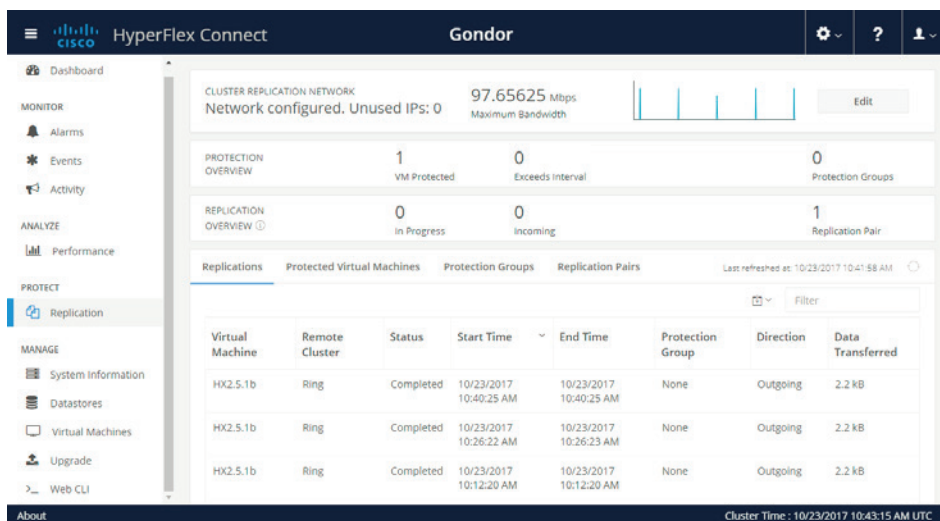 CISCO HyperFlex Connect Gondor ?
Dashboard
MONITOR
Alarms
Events
Activity
ANALYZE
Performance
PROTECT
Replication
MANAGE
System Information
Datastores
Virtual Machines
Upgrade
>_ Web CLI
CLUSTER REPLICATION NETWORK
Network configured. Unused IPs: 0
97.65625 Mbps
Maximum Bandwidth
Edit
PROTECTION
OVERVIEW
1
VM Protected
0
Exceeds Interval
0
Protection Groups
REPLICATION
OVERVIEW
0
In Progress
0
Incoming
1
Replication Pair
Replications Protected Virtual Machines Protection Groups Replication Pairs Last refreshed at: 10/23/2017 10:41:58 AM
Filter
Virtual Machine Remote Cluster Status Start Time End Time Protection Group Direction Data Transferred
HX2.5.1b Ring Completed 10/23/2017 10:40:25 AM 10/23/2017 10:40:25 AM None Outgoing 2.2 kB
HX2.5.1b Ring Completed 10/23/2017 10:26:22 AM 10/23/2017 10:26:23 AM None Outgoing 2.2 kB
HX2.5.1b Ring Completed 10/23/2017 10:12:20 AM 10/23/2017 10:12:20 AM None Outgoing 2.2 kB
About Cluster Time : 10/23/2017 10:43:15 AM UTC